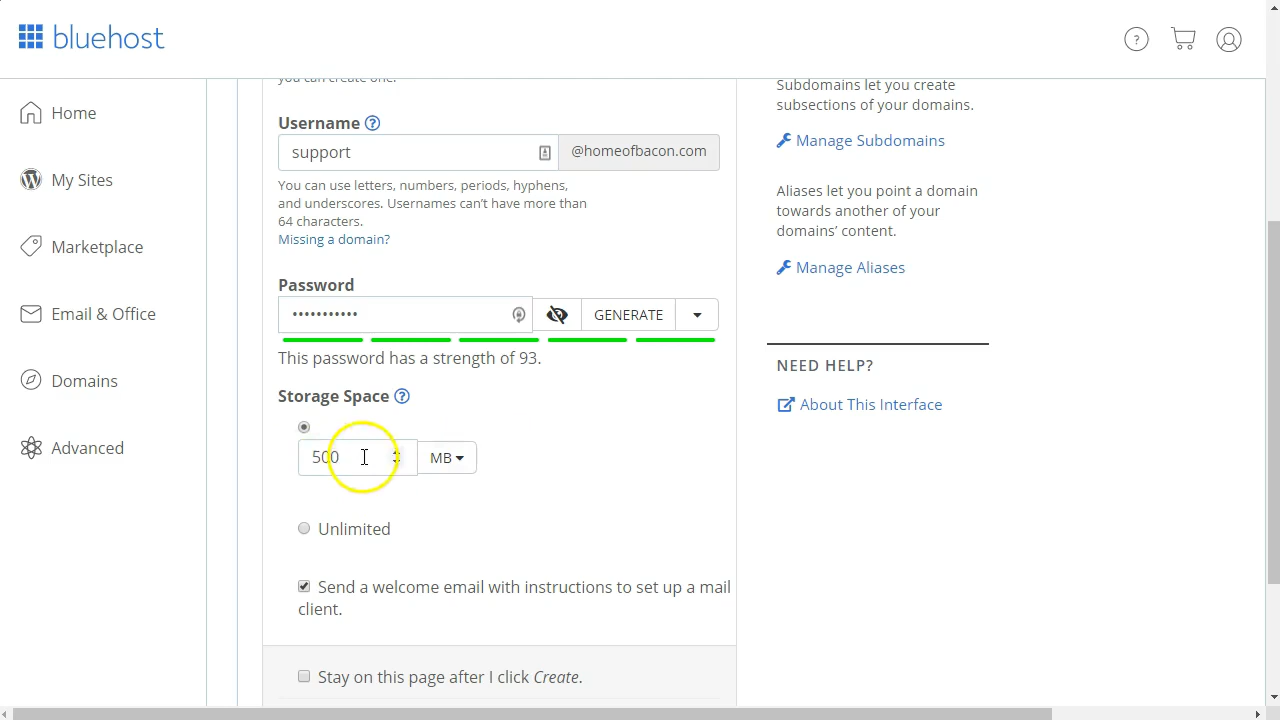 bluehost
?
Home
My Sites
Marketplace
Email & Office
Domains
Advanced
you can create one.
Username ?
support
@homeofbacon.com
You can use letters, numbers, periods, hyphens,
and underscores. Usernames can't have more than
64 characters.
Missing a domain?
Password
•••••••••••
GENERATE
This password has a strength of 93.
Storage Space ?
500
MB
Unlimited
Send a welcome email with instructions to set up a mail
client.
Stay on this page after I click Create.
Subdomains let you create
subsections of your domains.
Manage Subdomains
Aliases let you point a domain
towards another of your
domains' content.
Manage Aliases
NEED HELP?
About This Interface